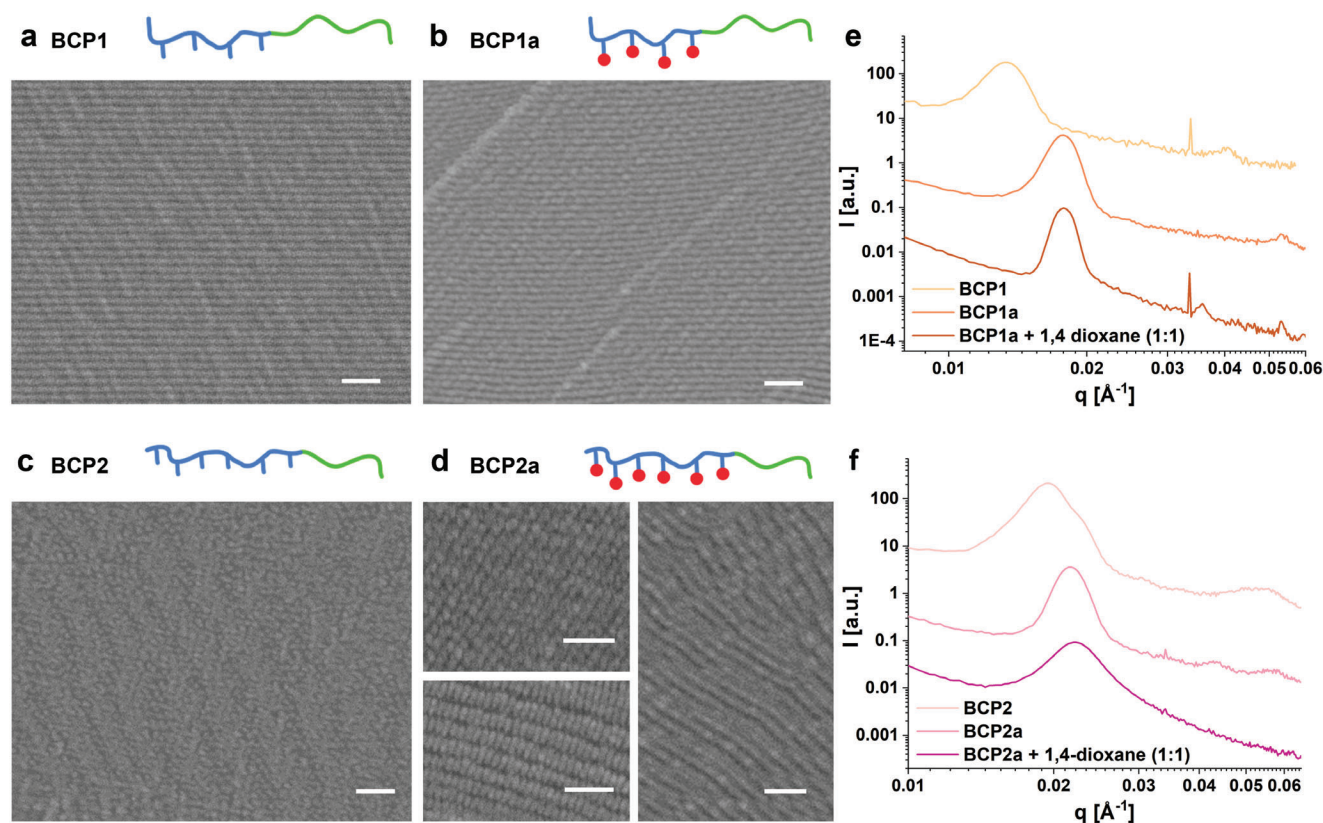 a BCP1
b BCP1a
c BCP2
d BCP2a
e
100
10
1
0.1
0.01
0.001
1E-4
I [a.u.]
BCP1
BCP1a
BCP1a + 1,4 dioxane (1:1)
0.01 0.02 0.03 0.04 0.05 0.06
q [Å⁻¹]
f
100
10
1
0.1
0.01
0.001
I [a.u.]
BCP2
BCP2a
BCP2a + 1,4-dioxane (1:1)
0.01 0.02 0.03 0.04 0.05 0.06
q [Å⁻¹]